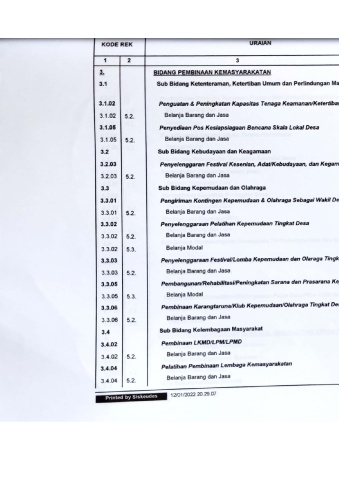 KODE REK URAIAN
1 2 3
3. BIDANG PEMBINAAN KEMASYARAKATAN
3.1 Sub Bidang Ketenteraman, Ketertiban Umum dan Perlindungan Ma
3.1.02 Penguatan & Peningkatan Kapasitas Tenaga Keamanan/Ketertiban
3.1.02 5.2. Belanja Barang dan Jasa
3.1.05 Penyediaan Pos Kesiapsiagaan Bencana Skala Lokal Desa
3.1.05 5.2. Belanja Barang dan Jasa
3.2 Sub Bidang Kebudayaan dan Keagamaan
3.2.03 Penyelenggaran Festival Kesenian, Adat/Kebudayaan, dan Kegam
3.2.03 5.2. Belanja Barang dan Jasa
3.3 Sub Bidang Kepemudaan dan Olahraga
3.3.01 Pengiriman Kontingen Kepemudaan & Olahraga Sebagai Wakil De
3.3.01 5.2. Belanja Barang dan Jasa
3.3.02 Penyelenggaraan Pelatihan Kepemudaan Tingkat Desa
3.3.02 5.2. Belanja Barang dan Jasa
3.3.02 5.3. Belanja Modal
3.3.03 Penyelenggaraan Festival/Lomba Kepemudaan dan Olaraga Tingk
3.3.03 5.2. Belanja Barang dan Jasa
3.3.05 Pembangunan/Rehabilitasi/Peningkatan Sarana dan Prasarana Ke
3.3.05 5.3. Belanja Modal
3.3.06 Pembinaan Karangtaruna/Klub Kepemudaan/Olahraga Tingkat De
3.3.06 5.2. Belanja Barang dan Jasa
3.4 Sub Bidang Kelembagaan Masyarakat
3.4.02 Pembinaan LKMD/LPM/LPMD
3.4.02 5.2. Belanja Barang dan Jasa
3.4.04 Pelatihan Pembinaan Lembaga Kemasyarakatan
3.4.04 5.2. Belanja Barang dan Jasa
Printed by Siskeudes 12/01/2022 20.29.07